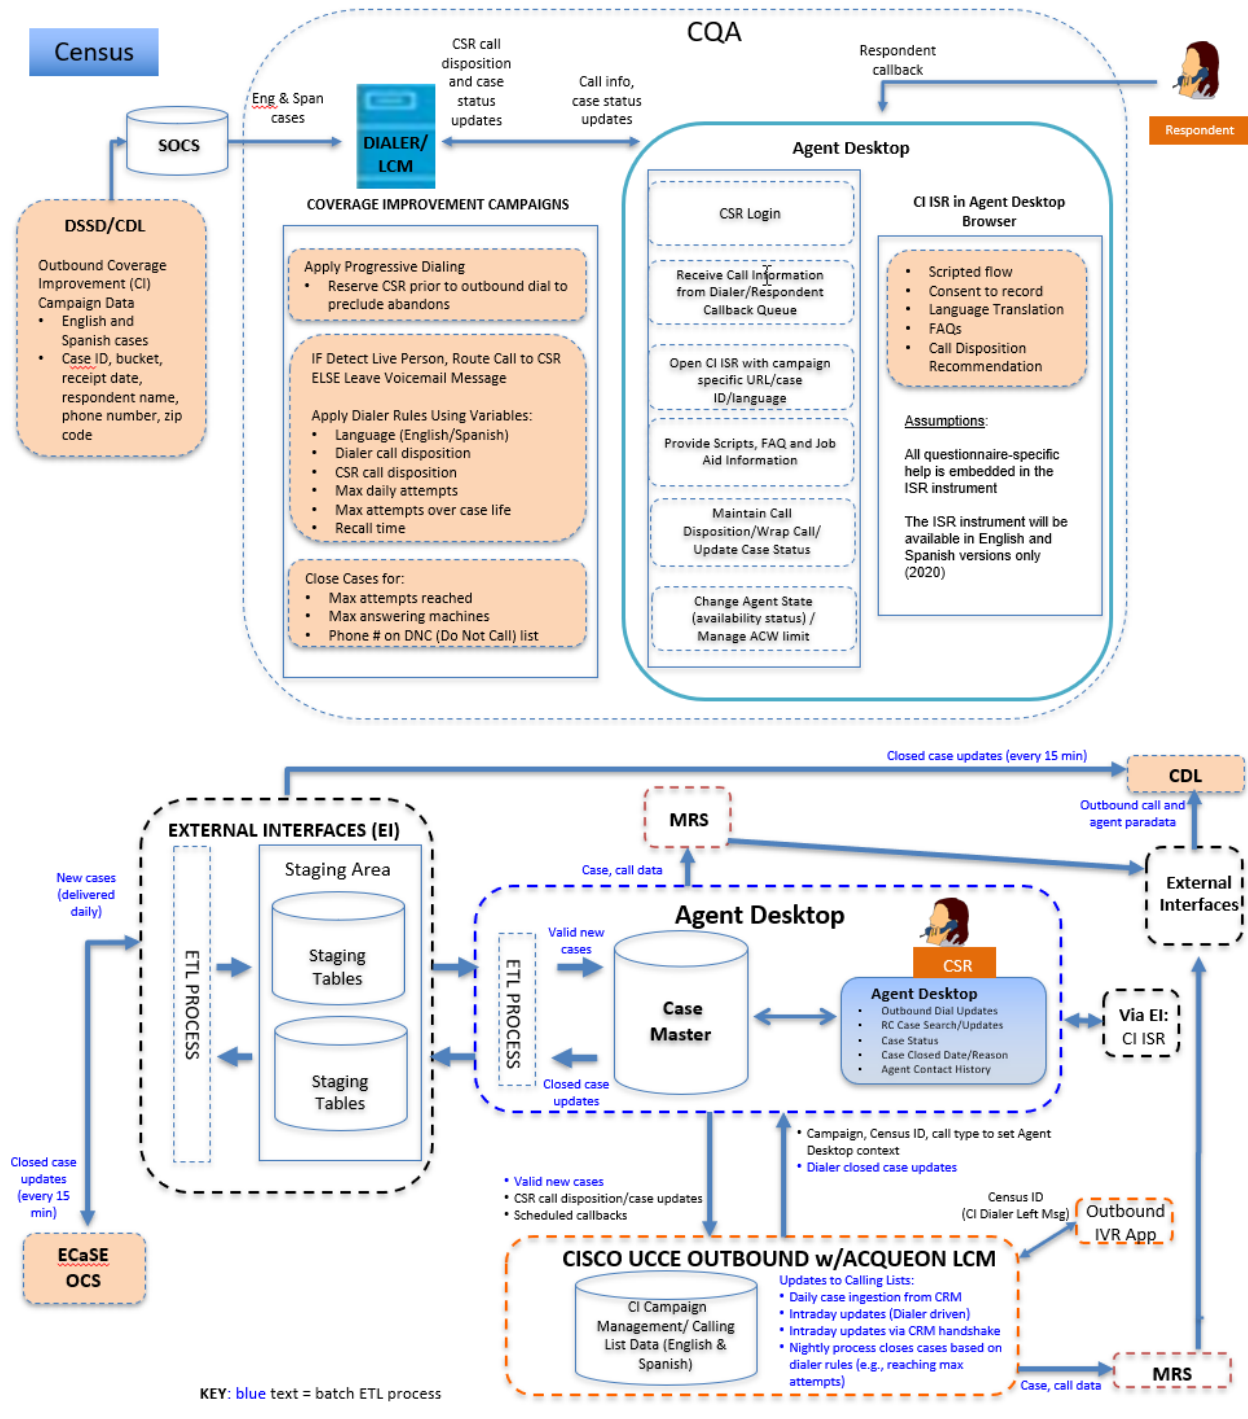 CQA
Census
CSR call
disposition
and case
status
updates
Respondent
callback
Call info,
case status
updates
Eng & Span
cases
SOCS
DIALER/
LCM
Respondent
Agent Desktop
COVERAGE IMPROVEMENT CAMPAIGNS
DSSD/CDL
Outbound Coverage
Improvement (CI)
Campaign Data
• English and
Spanish cases
• Case ID, bucket,
receipt date,
respondent name,
phone number, zip
code
Apply Progressive Dialing
• Reserve CSR prior to outbound dial to
preclude abandons
IF Detect Live Person, Route Call to CSR
ELSE Leave Voicemail Message
Apply Dialer Rules Using Variables:
• Language (English/Spanish)
• Dialer call disposition
• CSR call disposition
• Max daily attempts
• Max attempts over case life
• Recall time
Close Cases for:
• Max attempts reached
• Max answering machines
• Phone # on DNC (Do Not Call) list
CSR Login
Receive Call Information
from Dialer/Respondent
Callback Queue
Open CI ISR with campaign
specific URL/case
ID/language
Provide Scripts, FAQ and Job
Aid Information
Maintain Call
Disposition/Wrap Call/
Update Case Status
Change Agent State
(availability status) /
Manage ACW limit
CI ISR in Agent Desktop
Browser
• Scripted flow
• Consent to record
• Language Translation
• FAQs
• Call Disposition
Recommendation
Assumptions:
All questionnaire-specific
help is embedded in the
ISR instrument
The ISR instrument will be
available in English and
Spanish versions only
(2020)
Closed case updates (every 15 min)
CDL
Outbound call and
agent paradata
MRS
EXTERNAL INTERFACES (EI)
Staging Area
New cases
(delivered
daily)
ETL PROCESS
Staging
Tables
Staging
Tables
Case, call data
External
Interfaces
Agent Desktop
ETL PROCESS
Valid new
cases
Closed case
updates
Case
Master
CSR
Agent Desktop
• Outbound Dial Updates
• RC Case Search/Updates
• Case Status
• Case Closed Date/Reason
• Agent Contact History
Via EI:
CI ISR
• Campaign, Census ID, call type to set Agent
Desktop context
• Dialer closed case updates
• Valid new cases
• CSR call disposition/case updates
• Scheduled callbacks
Closed case
updates
(every 15
min)
ECaSE
OCS
Census ID
(CI Dialer Left Msg)
Outbound
IVR App
CISCO UCCE OUTBOUND w/ACQUEON LCM
CI Campaign
Management/ Calling
List Data (English &
Spanish)
Updates to Calling Lists:
• Daily case ingestion from CRM
• Intraday updates (Dialer driven)
• Intraday updates via CRM handshake
• Nightly process closes cases based on
dialer rules (e.g., reaching max
attempts)
Case, call data
MRS
KEY: blue text = batch ETL process